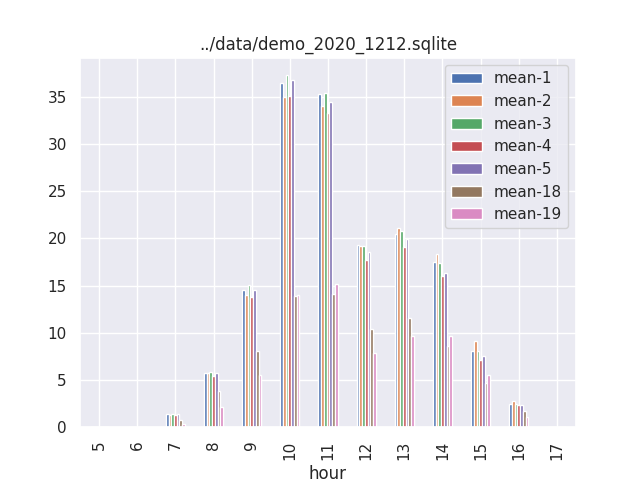 ../data/demo_2020_1212.sqlite
mean-1
mean-2
mean-3
mean-4
mean-5
mean-18
mean-19
35
30
25
20
15
10
5
0
5 6 7 8 9 10 11 12 13 14 15 16 17
hour